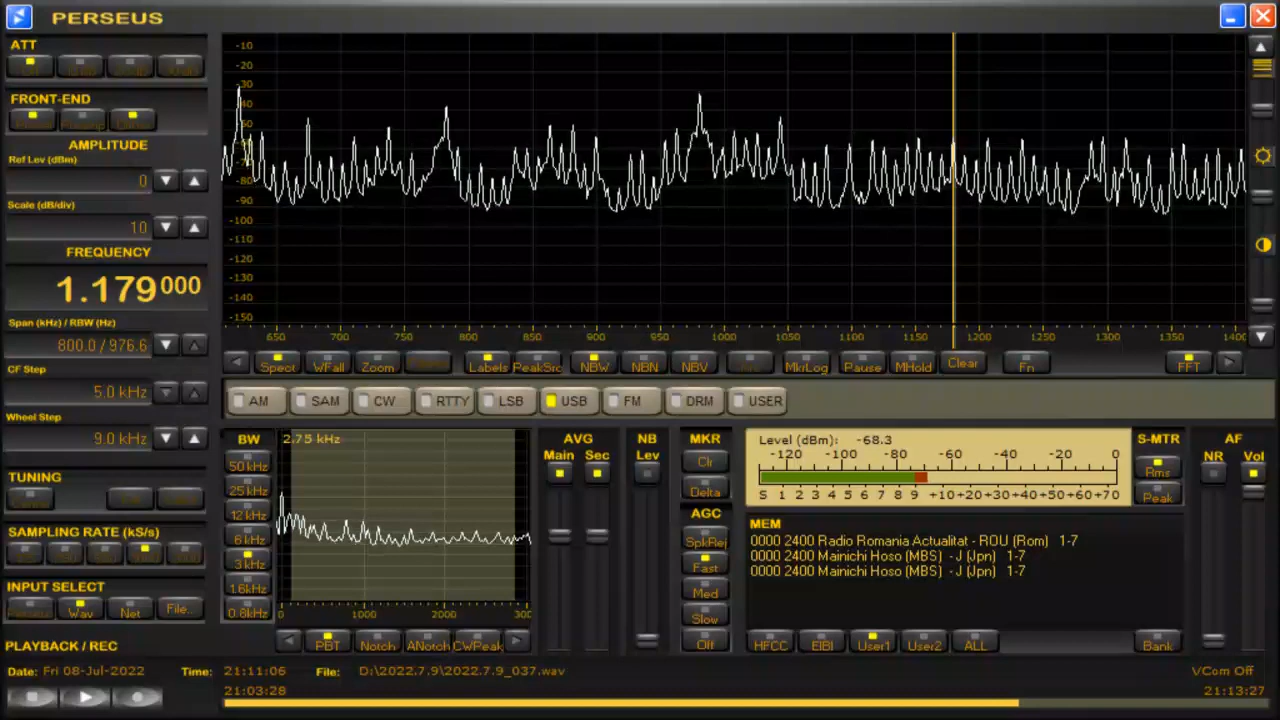 PERSEUS
ATT
FRONT-END
AMPLITUDE
Ref Lev (dBm)
0
Scale (dB/div)
10
FREQUENCY
1.179000
Span (kHz) / RBW (Hz)
800.0 / 976.6
CF Step
5.0 kHz
Wheel Step
9.0 kHz
TUNING
SAMPLING RATE (kS/s)
INPUT SELECT
Wav Net File..
PLAYBACK / REC
-10
-20
-30
-40
-50
-60
-70
-80
-90
-100
-110
-120
-130
-140
-150
650 700 750 800 850 900 950 1000 1050 1100 1150 1200 1250 1300 1350 1400
Spect WFall Zoom Labels PeakSrc NBW NBN NBV MkrLog Pause MHold Clear Fn FFT
AM SAM CW RTTY LSB USB FM DRM USER
BW
50 kHz
25 kHz
12 kHz
6 kHz
3 kHz
1.6kHz
0.8kHz
2.75 kHz
0 1000 2000 300
PBT Notch ANotch CWPeak
AVG
Main Sec
NB
Lev
MKR
Clr
Delta
AGC
SpkRej
Fast
Med
Slow
Off
Level (dBm): -68.3
-120 -100 -80 -60 -40 -20 0
S 1 2 3 4 5 6 7 8 9 +10+20+30+40+50+60+70
S-MTR
Rms
Peak
AF
NR Vol
MEM
0000 2400 Radio Romania Actualitat - ROU (Rom) 1-7
0000 2400 Mainichi Hoso (MBS) - J (Jpn) 1-7
0000 2400 Mainichi Hoso (MBS) - J (Jpn) 1-7
HFCC EIBI User1 User2 ALL Bank
Date: Fri 08-Jul-2022 Time: 21:11:06 File: D:\2022.7.9\2022.7.9_037.wav VCom Off
21:03:28 21:13:27